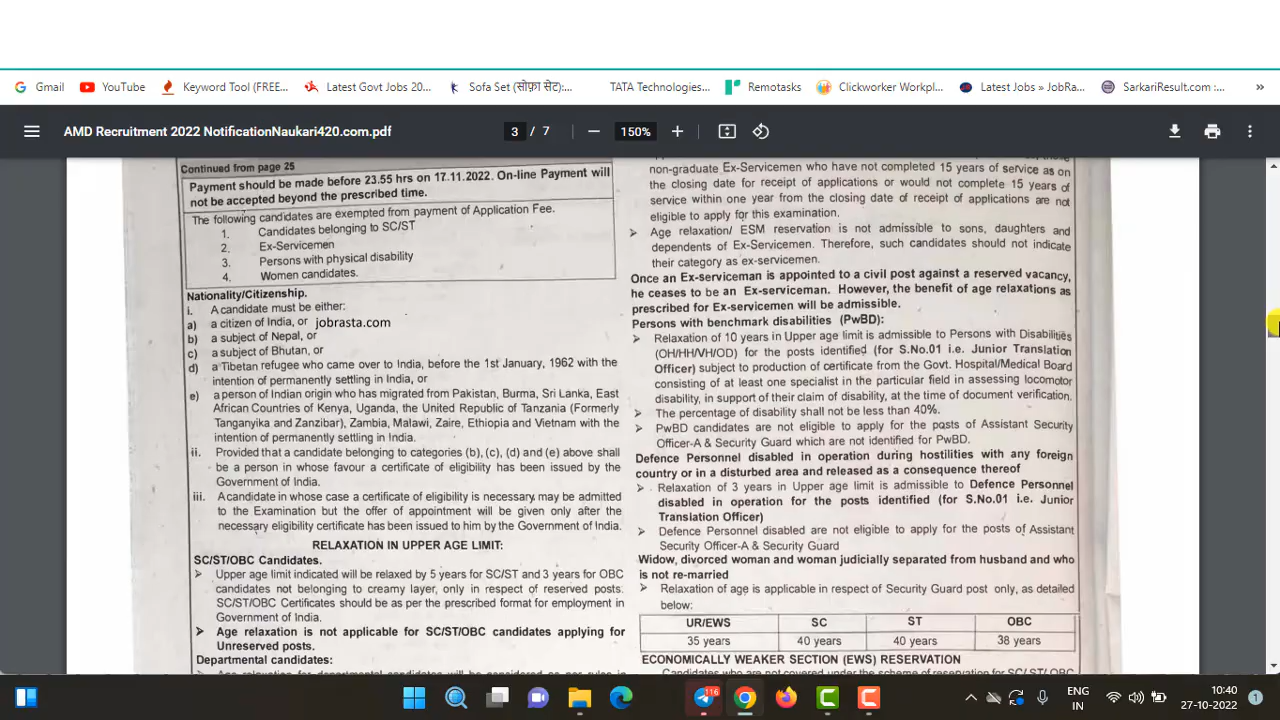 Gmail
YouTube
Keyword Tool (FREE...
Latest Govt Jobs 20...
Sofa Set (सोफ़ा सेट):...
TATA Technologies...
Remotasks
Clickworker Workpl...
Latest Jobs » JobRa...
SarkariResult.com :...
»
AMD Recruitment 2022 NotificationNaukari420.com.pdf
3 / 7
150%
Continued from page 25
Payment should be made before 23.55 hrs on 17.11.2022. On-line Payment will
not be accepted beyond the prescribed time.
The following candidates are exempted from payment of Application Fee.
1. Candidates belonging to SC/ST
2. Ex-Servicemen
3. Persons with physical disability
4. Women candidates.
Nationality/Citizenship.
i. A candidate must be either:
a) a citizen of India, or jobrasta.com
b) a subject of Nepal, or
c) a subject of Bhutan, or
d) a Tibetan refugee who came over to India, before the 1st January, 1962 with the
intention of permanently settling in India, or
e) a person of Indian origin who has migrated from Pakistan, Burma, Sri Lanka, East
African Countries of Kenya, Uganda, the United Republic of Tanzania (Formerly
Tanganyika and Zanzibar), Zambia, Malawi, Zaire, Ethiopia and Vietnam with the
intention of permanently settling in India.
ii. Provided that a candidate belonging to categories (b), (c), (d) and (e) above shall
be a person in whose favour a certificate of eligibility has been issued by the
Government of India.
iii. A candidate in whose case a certificate of eligibility is necessary may be admitted
to the Examination but the offer of appointment will be given only after the
necessary eligibility certificate has been issued to him by the Government of India.
RELAXATION IN UPPER AGE LIMIT:
SC/ST/OBC Candidates.
➢ Upper age limit indicated will be relaxed by 5 years for SC/ST and 3 years for OBC
candidates not belonging to creamy layer, only in respect of reserved posts.
SC/ST/OBC Certificates should be as per the prescribed format for employment in
Government of India.
➢ Age relaxation is not applicable for SC/ST/OBC candidates applying for
Unreserved posts.
Departmental candidates:
non-graduate Ex-Servicemen who have not completed 15 years of service as on
the closing date for receipt of applications or would not complete 15 years of
service within one year from the closing date of receipt of applications are not
eligible to apply for this examination.
➢ Age relaxation/ ESM reservation is not admissible to sons, daughters and
dependents of Ex-Servicemen. Therefore, such candidates should not indicate
their category as ex-servicemen.
Once an Ex-serviceman is appointed to a civil post against a reserved vacancy,
he ceases to be an Ex-serviceman. However, the benefit of age relaxations as
prescribed for Ex-servicemen will be admissible.
Persons with benchmark disabilities (PwBD):
➢ Relaxation of 10 years in Upper age limit is admissible to Persons with Disabilities
(OH/HH/VH/OD) for the posts identified (for S.No.01 i.e. Junior Translation
Officer) subject to production of certificate from the Govt. Hospital/Medical Board
consisting of at least one specialist in the particular field in assessing locomotor
disability, in support of their claim of disability, at the time of document verification.
➢ The percentage of disability shall not be less than 40%.
➢ PwBD candidates are not eligible to apply for the posts of Assistant Security
Officer-A & Security Guard which are not identified for PwBD.
Defence Personnel disabled in operation during hostilities with any foreign
country or in a disturbed area and released as a consequence thereof
➢ Relaxation of 3 years in Upper age limit is admissible to Defence Personnel
disabled in operation for the posts identified (for S.No.01 i.e. Junior
Translation Officer)
➢ Defence Personnel disabled are not eligible to apply for the posts of Assistant
Security Officer-A & Security Guard
Widow, divorced woman and woman judicially separated from husband and who
is not re-married
➢ Relaxation of age is applicable in respect of Security Guard post only, as detailed
below:
UR/EWS SC ST OBC
35 years 40 years 40 years 38 years
ECONOMICALLY WEAKER SECTION (EWS) RESERVATION
Candidates who are not covered under the scheme of reservation for SC/ ST/ OBC
116
ENG
IN
10:40
27-10-2022
1